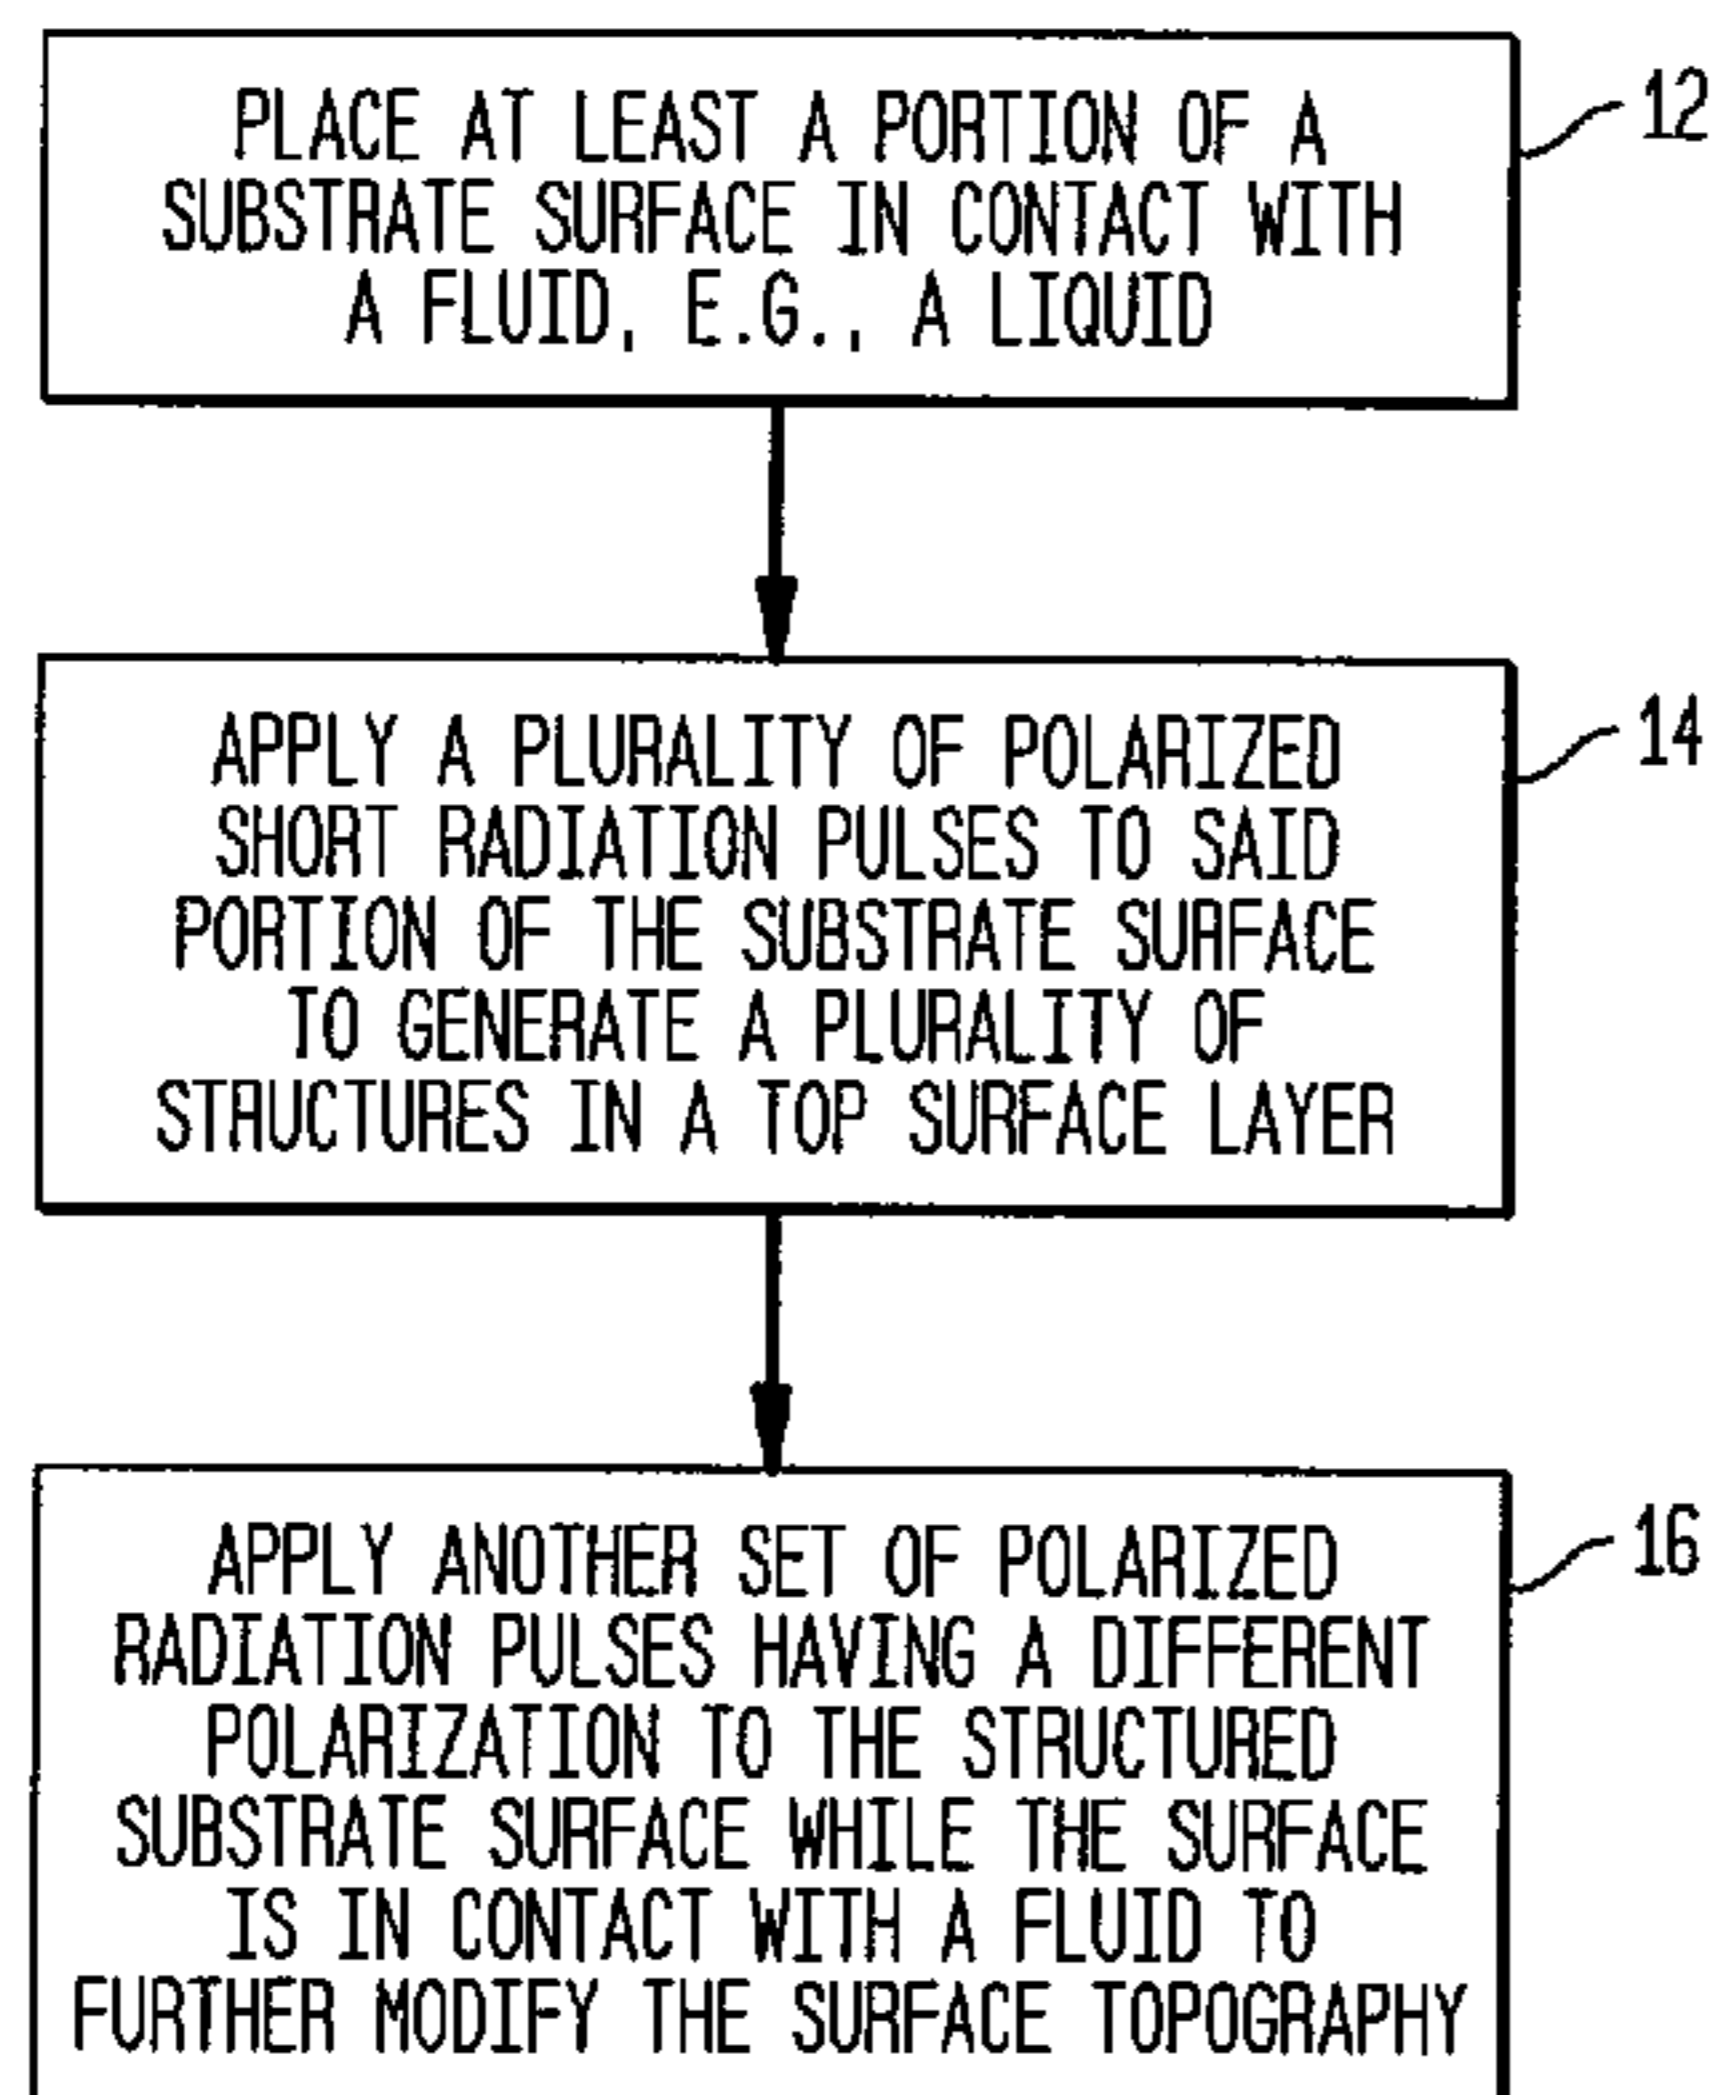 PLACE AT LEAST A PORTION OF A
SUBSTRATE SURFACE IN CONTACT WITH
A FLUID, E.G., A LIQUID
12
APPLY A PLURALITY OF POLARIZED
SHORT RADIATION PULSES TO SAID
PORTION OF THE SUBSTRATE SURFACE
TO GENERATE A PLURALITY OF
STRUCTURES IN A TOP SURFACE LAYER
14
APPLY ANOTHER SET OF POLARIZED
RADIATION PULSES HAVING A DIFFERENT
POLARIZATION TO THE STRUCTURED
SUBSTRATE SURFACE WHILE THE SURFACE
IS IN CONTACT WITH A FLUID TO
FURTHER MODIFY THE SURFACE TOPOGRAPHY
16